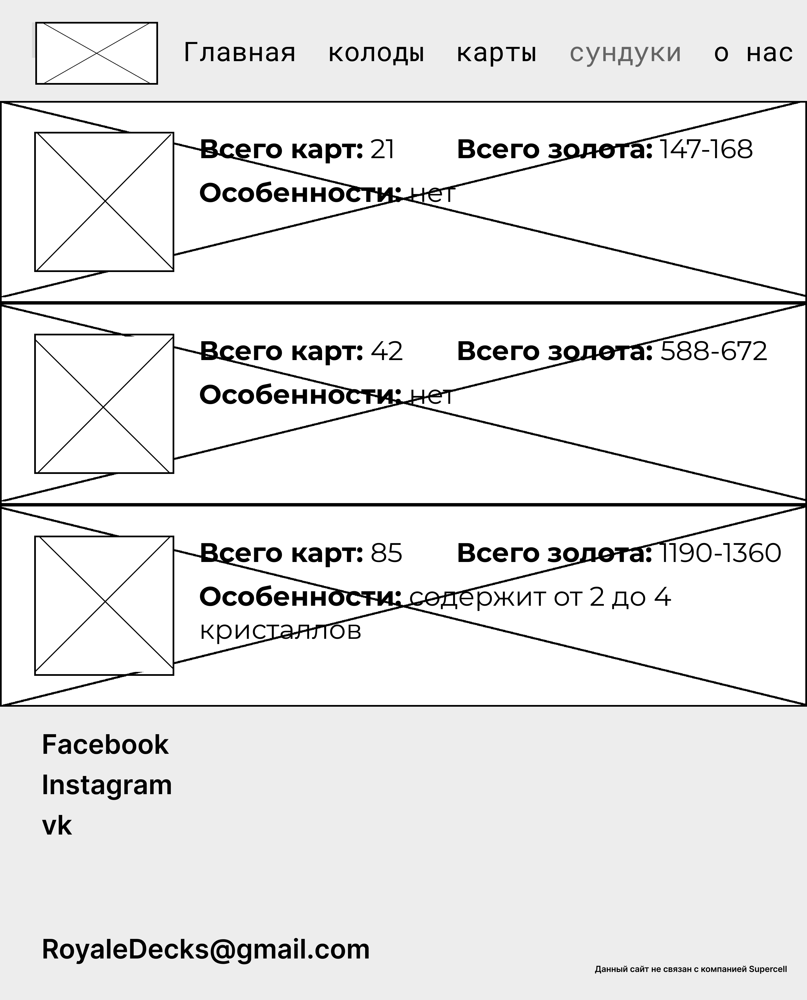 Главная колоды карты сундуки о нас
Всего карт: 21 Всего золота: 147-168
Особенности: нет
Всего карт: 42 Всего золота: 588-672
Особенности: нет
Всего карт: 85 Всего золота: 1190-1360
Особенности: содержит от 2 до 4
кристаллов
Facebook
Instagram
vk
RoyaleDecks@gmail.com
Данный сайт не связан с компанией Supercell